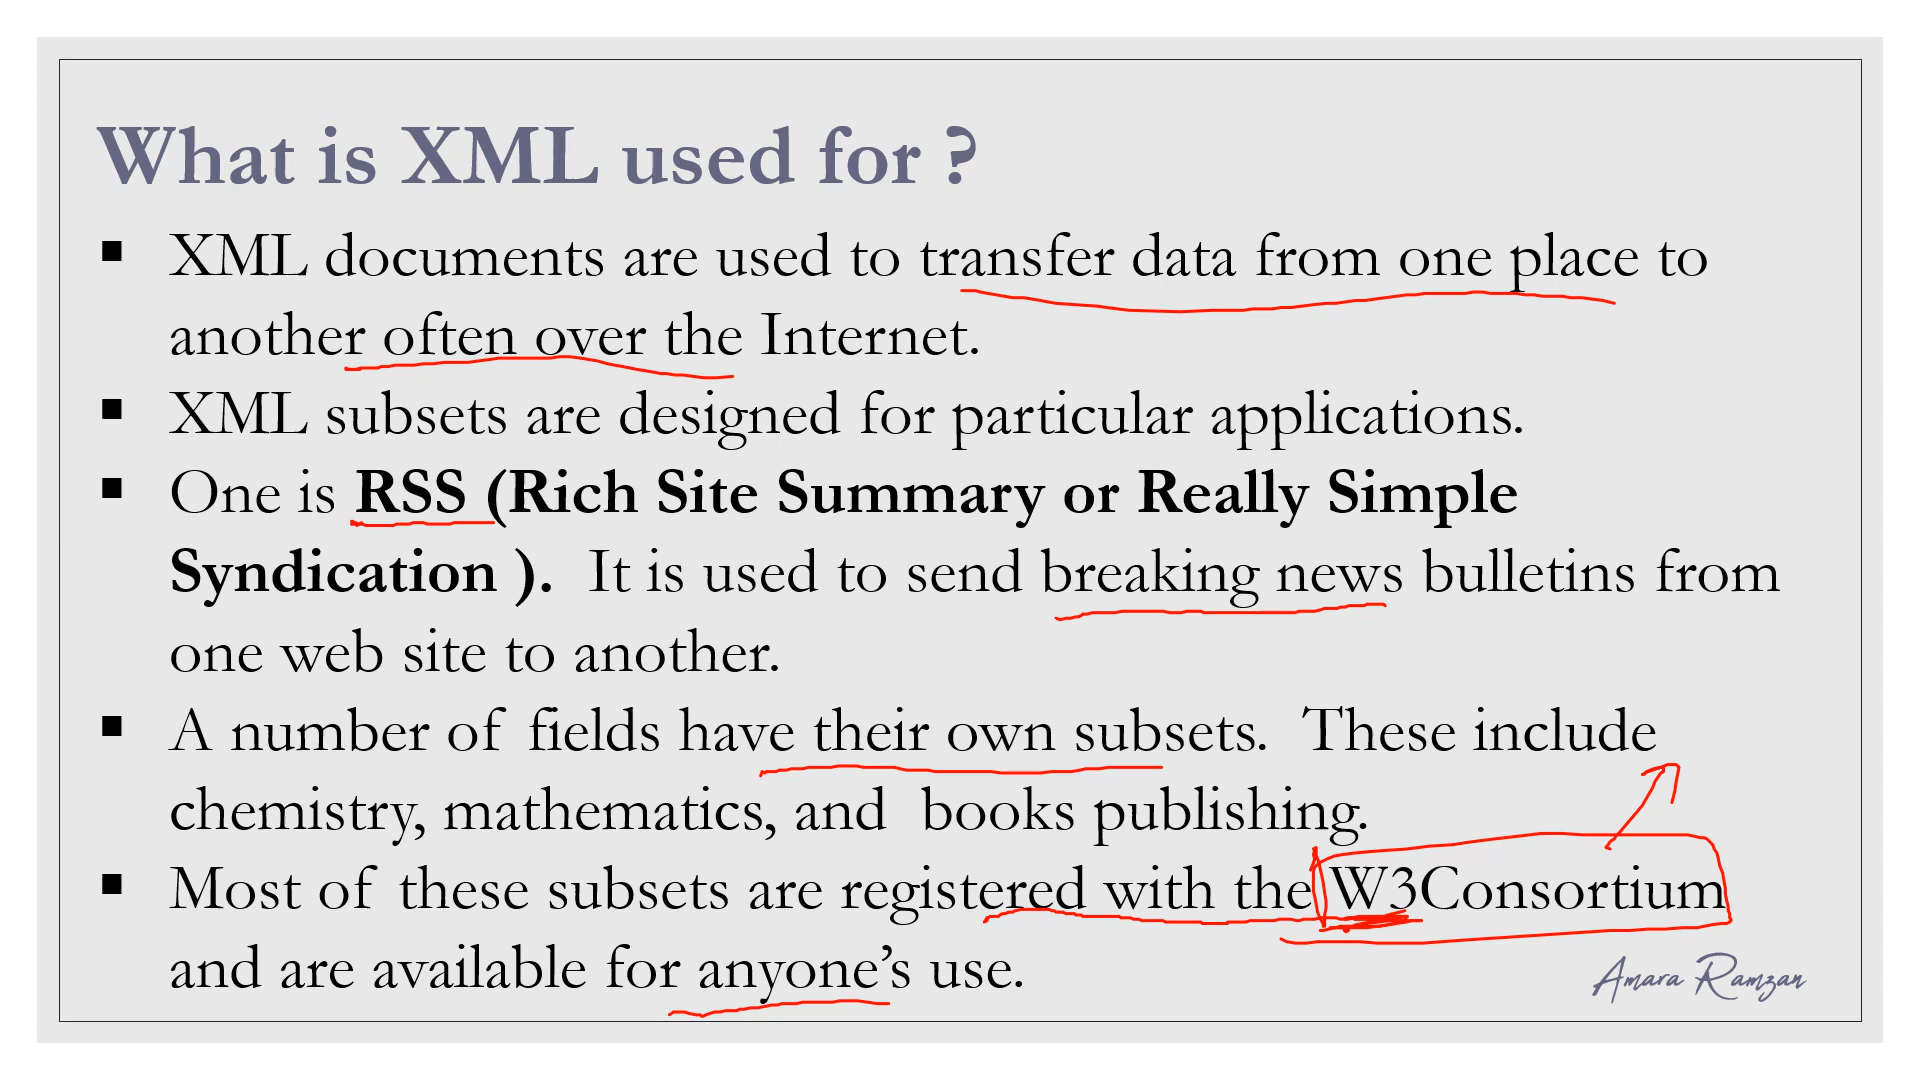 What is XML used for ?
▪ XML documents are used to transfer data from one place to
another often over the Internet.
▪ XML subsets are designed for particular applications.
▪ One is RSS (Rich Site Summary or Really Simple
Syndication ). It is used to send breaking news bulletins from
one web site to another.
▪ A number of fields have their own subsets. These include
chemistry, mathematics, and books publishing.
▪ Most of these subsets are registered with the W3Consortium
and are available for anyone’s use.
Amara Ramzan